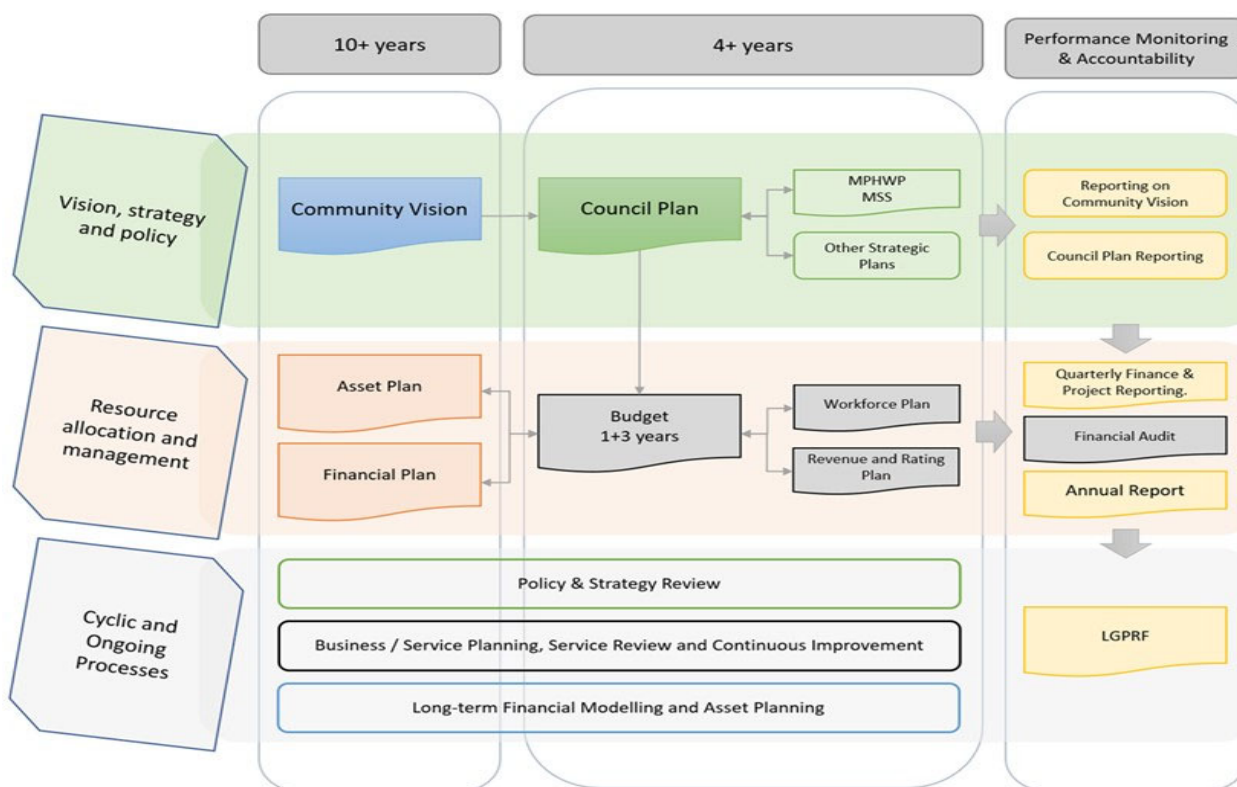 10+ years
4+ years
Performance Monitoring
& Accountability
Vision, strategy
and policy
Community Vision
Council Plan
MPHWP
MSS
Other Strategic
Plans
Reporting on
Community Vision
Council Plan Reporting
Resource
allocation and
management
Asset Plan
Financial Plan
Budget
1+3 years
Workforce Plan
Revenue and Rating
Plan
Quarterly Finance &
Project Reporting.
Financial Audit
Annual Report
Cyclic and
Ongoing
Processes
Policy & Strategy Review
Business / Service Planning, Service Review and Continuous Improvement
Long-term Financial Modelling and Asset Planning
LGPRF